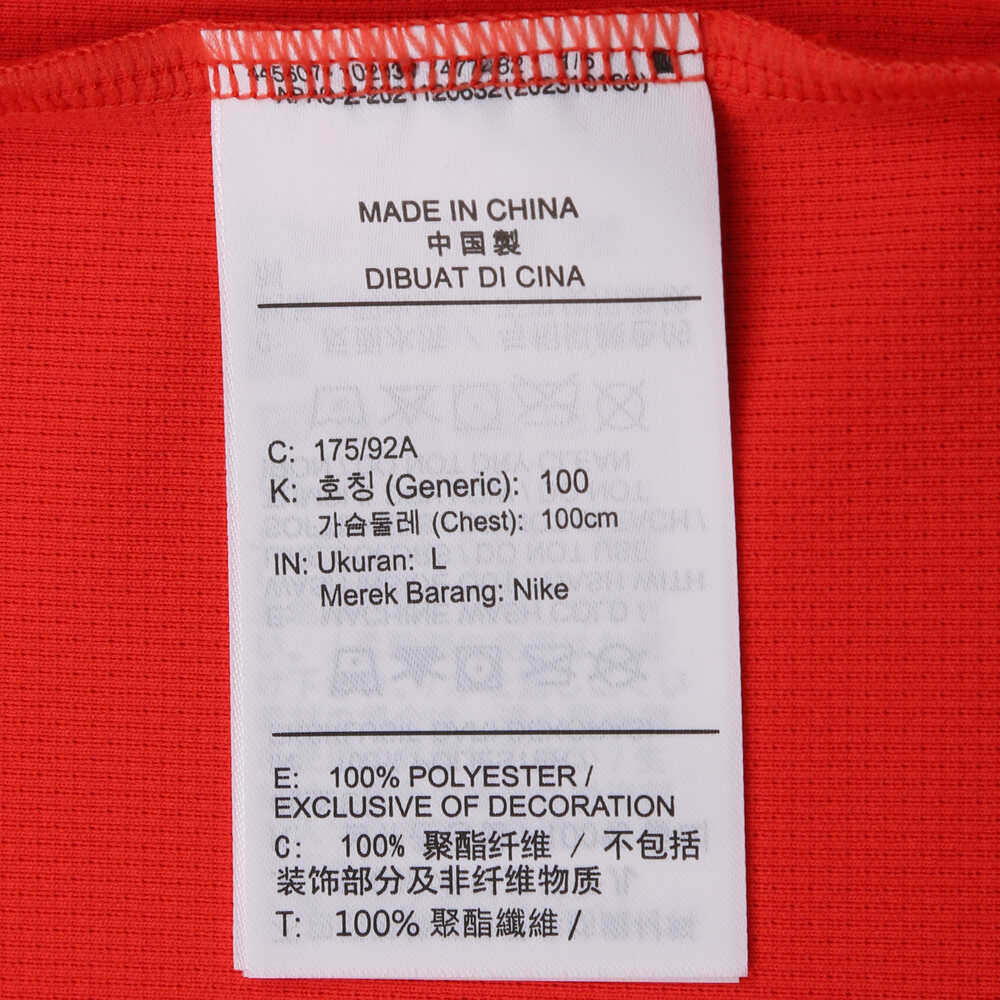 MADE IN CHINA
中国製
DIBUAT DI CINA
C: 175/92A
K: 호칭 (Generic): 100
가슴둘레 (Chest): 100cm
IN: Ukuran: L
Merek Barang: Nike
E: 100% POLYESTER /
EXCLUSIVE OF DECORATION
C: 100% 聚酯纤维 / 不包括
装饰部分及非纤维物质
T: 100% 聚酯纖維 /